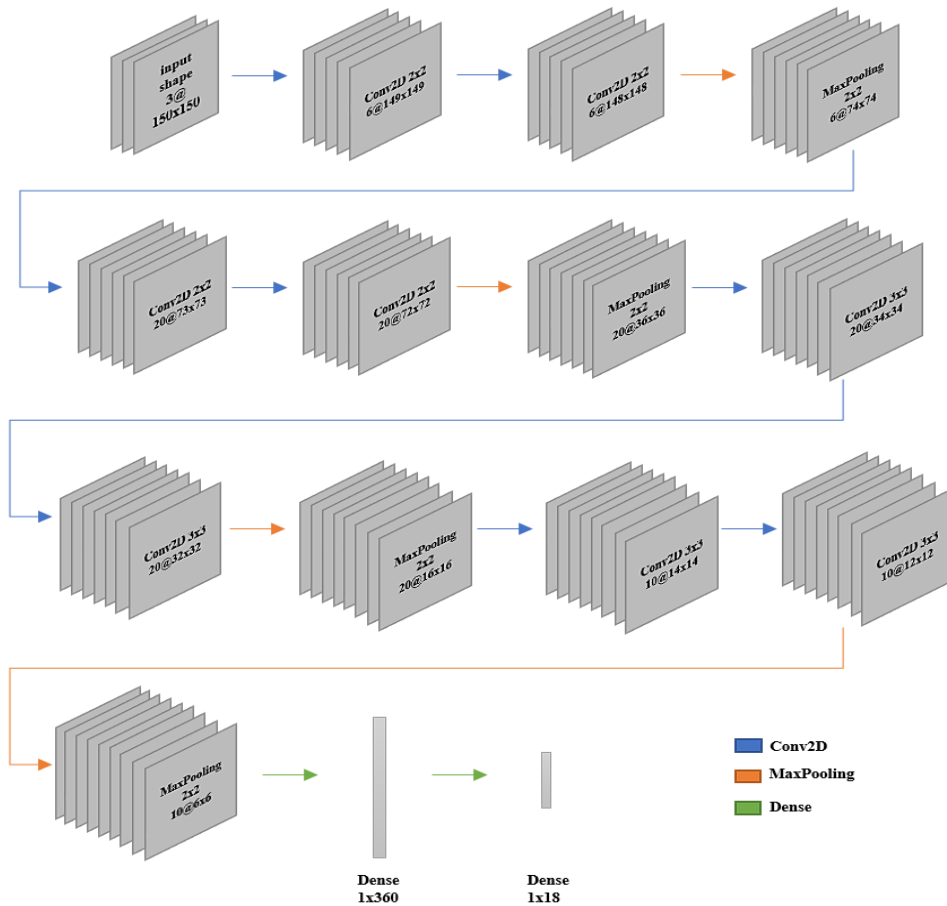 input
shape
3@
150x150
Conv2D 2x2
6@149x149
Conv2D 2x2
6@148x148
MaxPooling
2x2
6@74x74
Conv2D 2x2
20@73x73
Conv2D 2x2
20@72x72
MaxPooling
2x2
20@36x36
Conv2D 3x3
20@34x34
Conv2D 3x3
20@32x32
MaxPooling
2x2
20@16x16
Conv2D 3x3
10@14x14
Conv2D 3x3
10@12x12
MaxPooling
2x2
10@6x6
Dense
1x360
Dense
1x18
Conv2D
MaxPooling
Dense